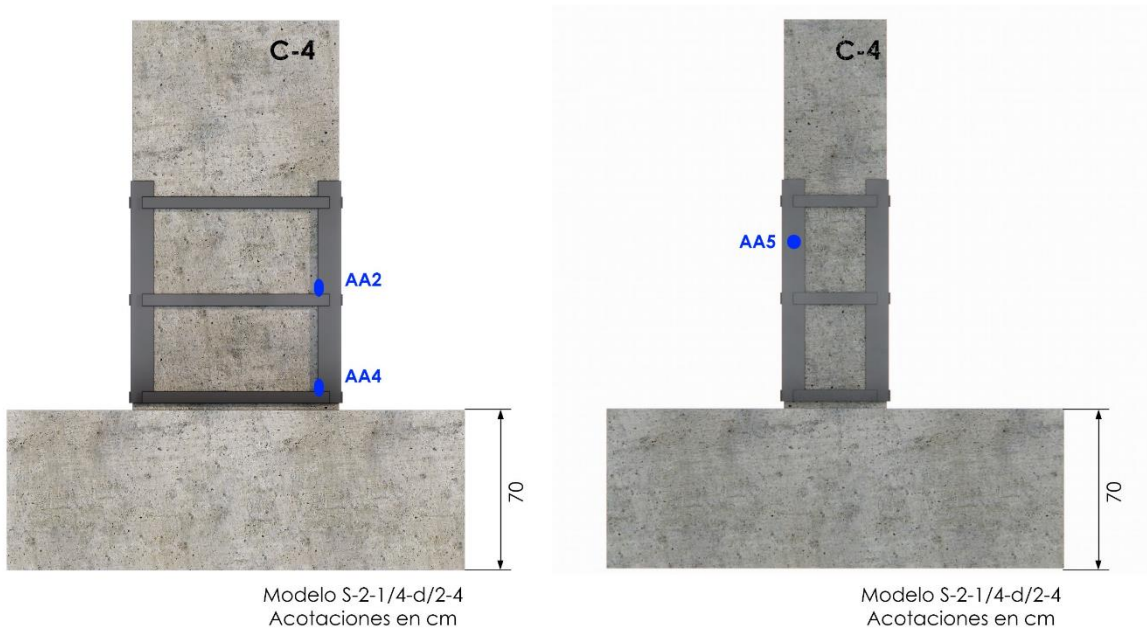 C-4
AA2
AA4
70
Modelo S-2-1/4-d/2-4
Acotaciones en cm
C-4
AA5
70
Modelo S-2-1/4-d/2-4
Acotaciones en cm